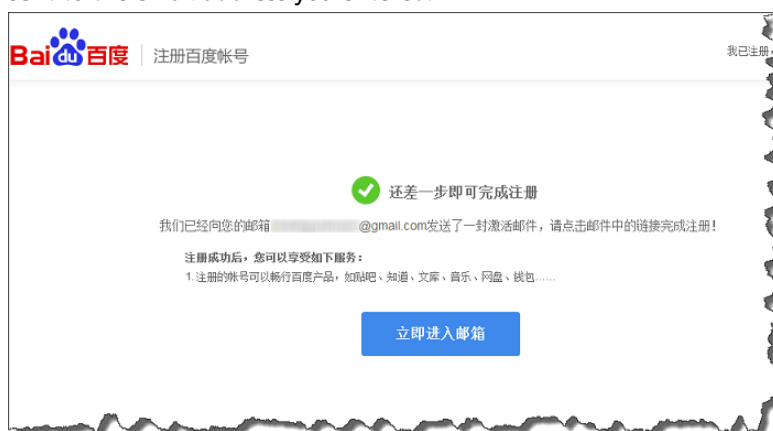 Bai du 百度 注册百度帐号
我已注册,
还差一步即可完成注册
我们已经向您的邮箱 @gmail.com发送了一封激活邮件，请点击邮件中的链接完成注册！
注册成功后，您可以享受如下服务：
1. 注册的帐号可以畅行百度产品，如贴吧、知道、文库、音乐、网盘、钱包……
立即进入邮箱